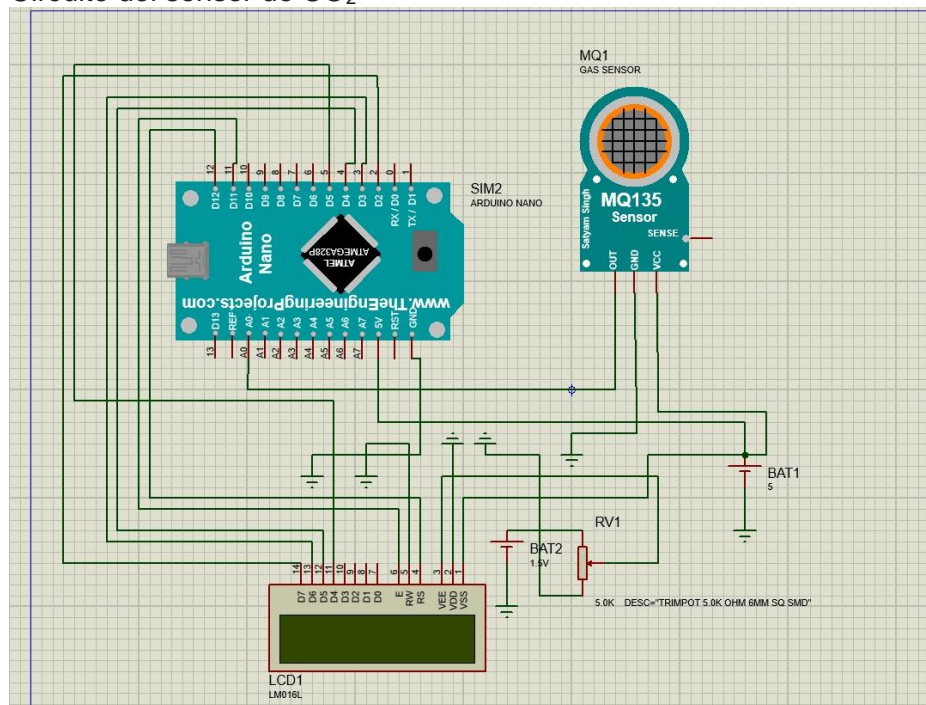 Circuito del sensor de CO₂
MQ1
GAS SENSOR
MQ135
Sensor
Satyam Singh
SENSE
OUT
GND
VCC
SIM2
ARDUINO NANO
12 11 10 9 8 7 6 5 4 3 2 0 1
D12 D11 D10 D9 D8 D7 D6 D5 D4 D3 D2 RX / D0 TX / D1
Arduino
Nano
ATMEL
ATMEGA328P
www.TheEngineeringProjects.com
D13 REF A0 A1 A2 A3 A4 A5 A6 A7 5V RST GND
13 A0 A1 A2 A3 A4 A5 A6 A7
BAT1
5
RV1
BAT2
1.5V
5.0K DESC="TRIMPOT 5.0K OHM 6MM SQ SMD"
14 13 12 11 10 9 8 7 6 5 4 3 2 1
D7 D6 D5 D4 D3 D2 D1 D0 E RW RS VEE VDD VSS
LCD1
LM016L